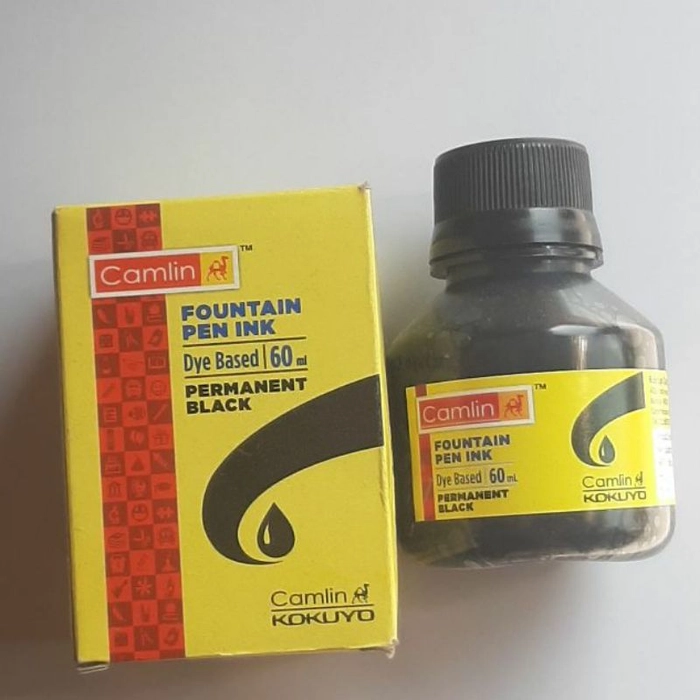 Camlin ™
FOUNTAIN
PEN INK
Dye Based | 60 ml
PERMANENT
BLACK
Camlin
KOKUYO
Camlin ™
FOUNTAIN
PEN INK
Dye Based | 60 mL
PERMANENT
BLACK
Camlin
KOKUYO